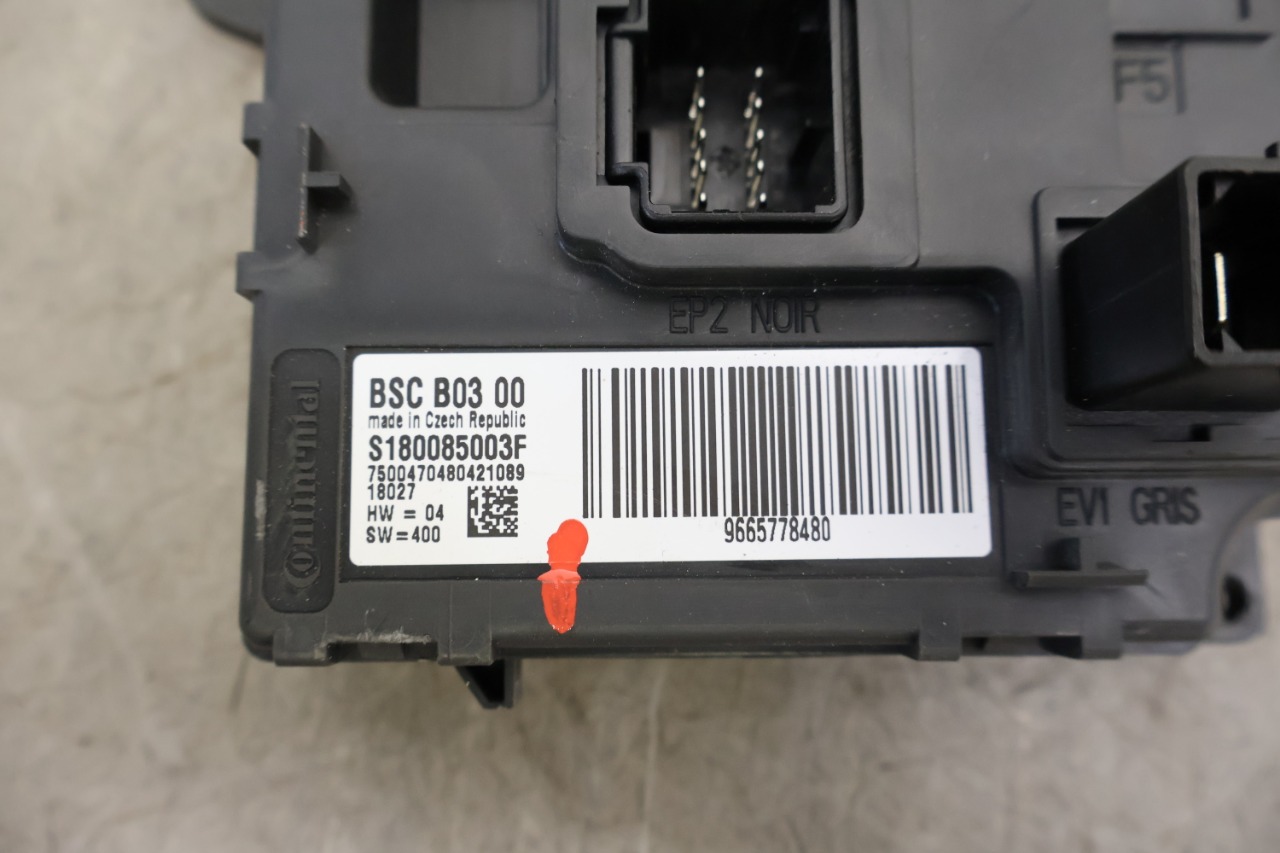 F5
EP2 NOIR
Continental
BSC B03 00
made in Czech Republic
S180085003F
7500470480421089
18027
HW = 04
SW=400
9665778480
EV1 GRIS